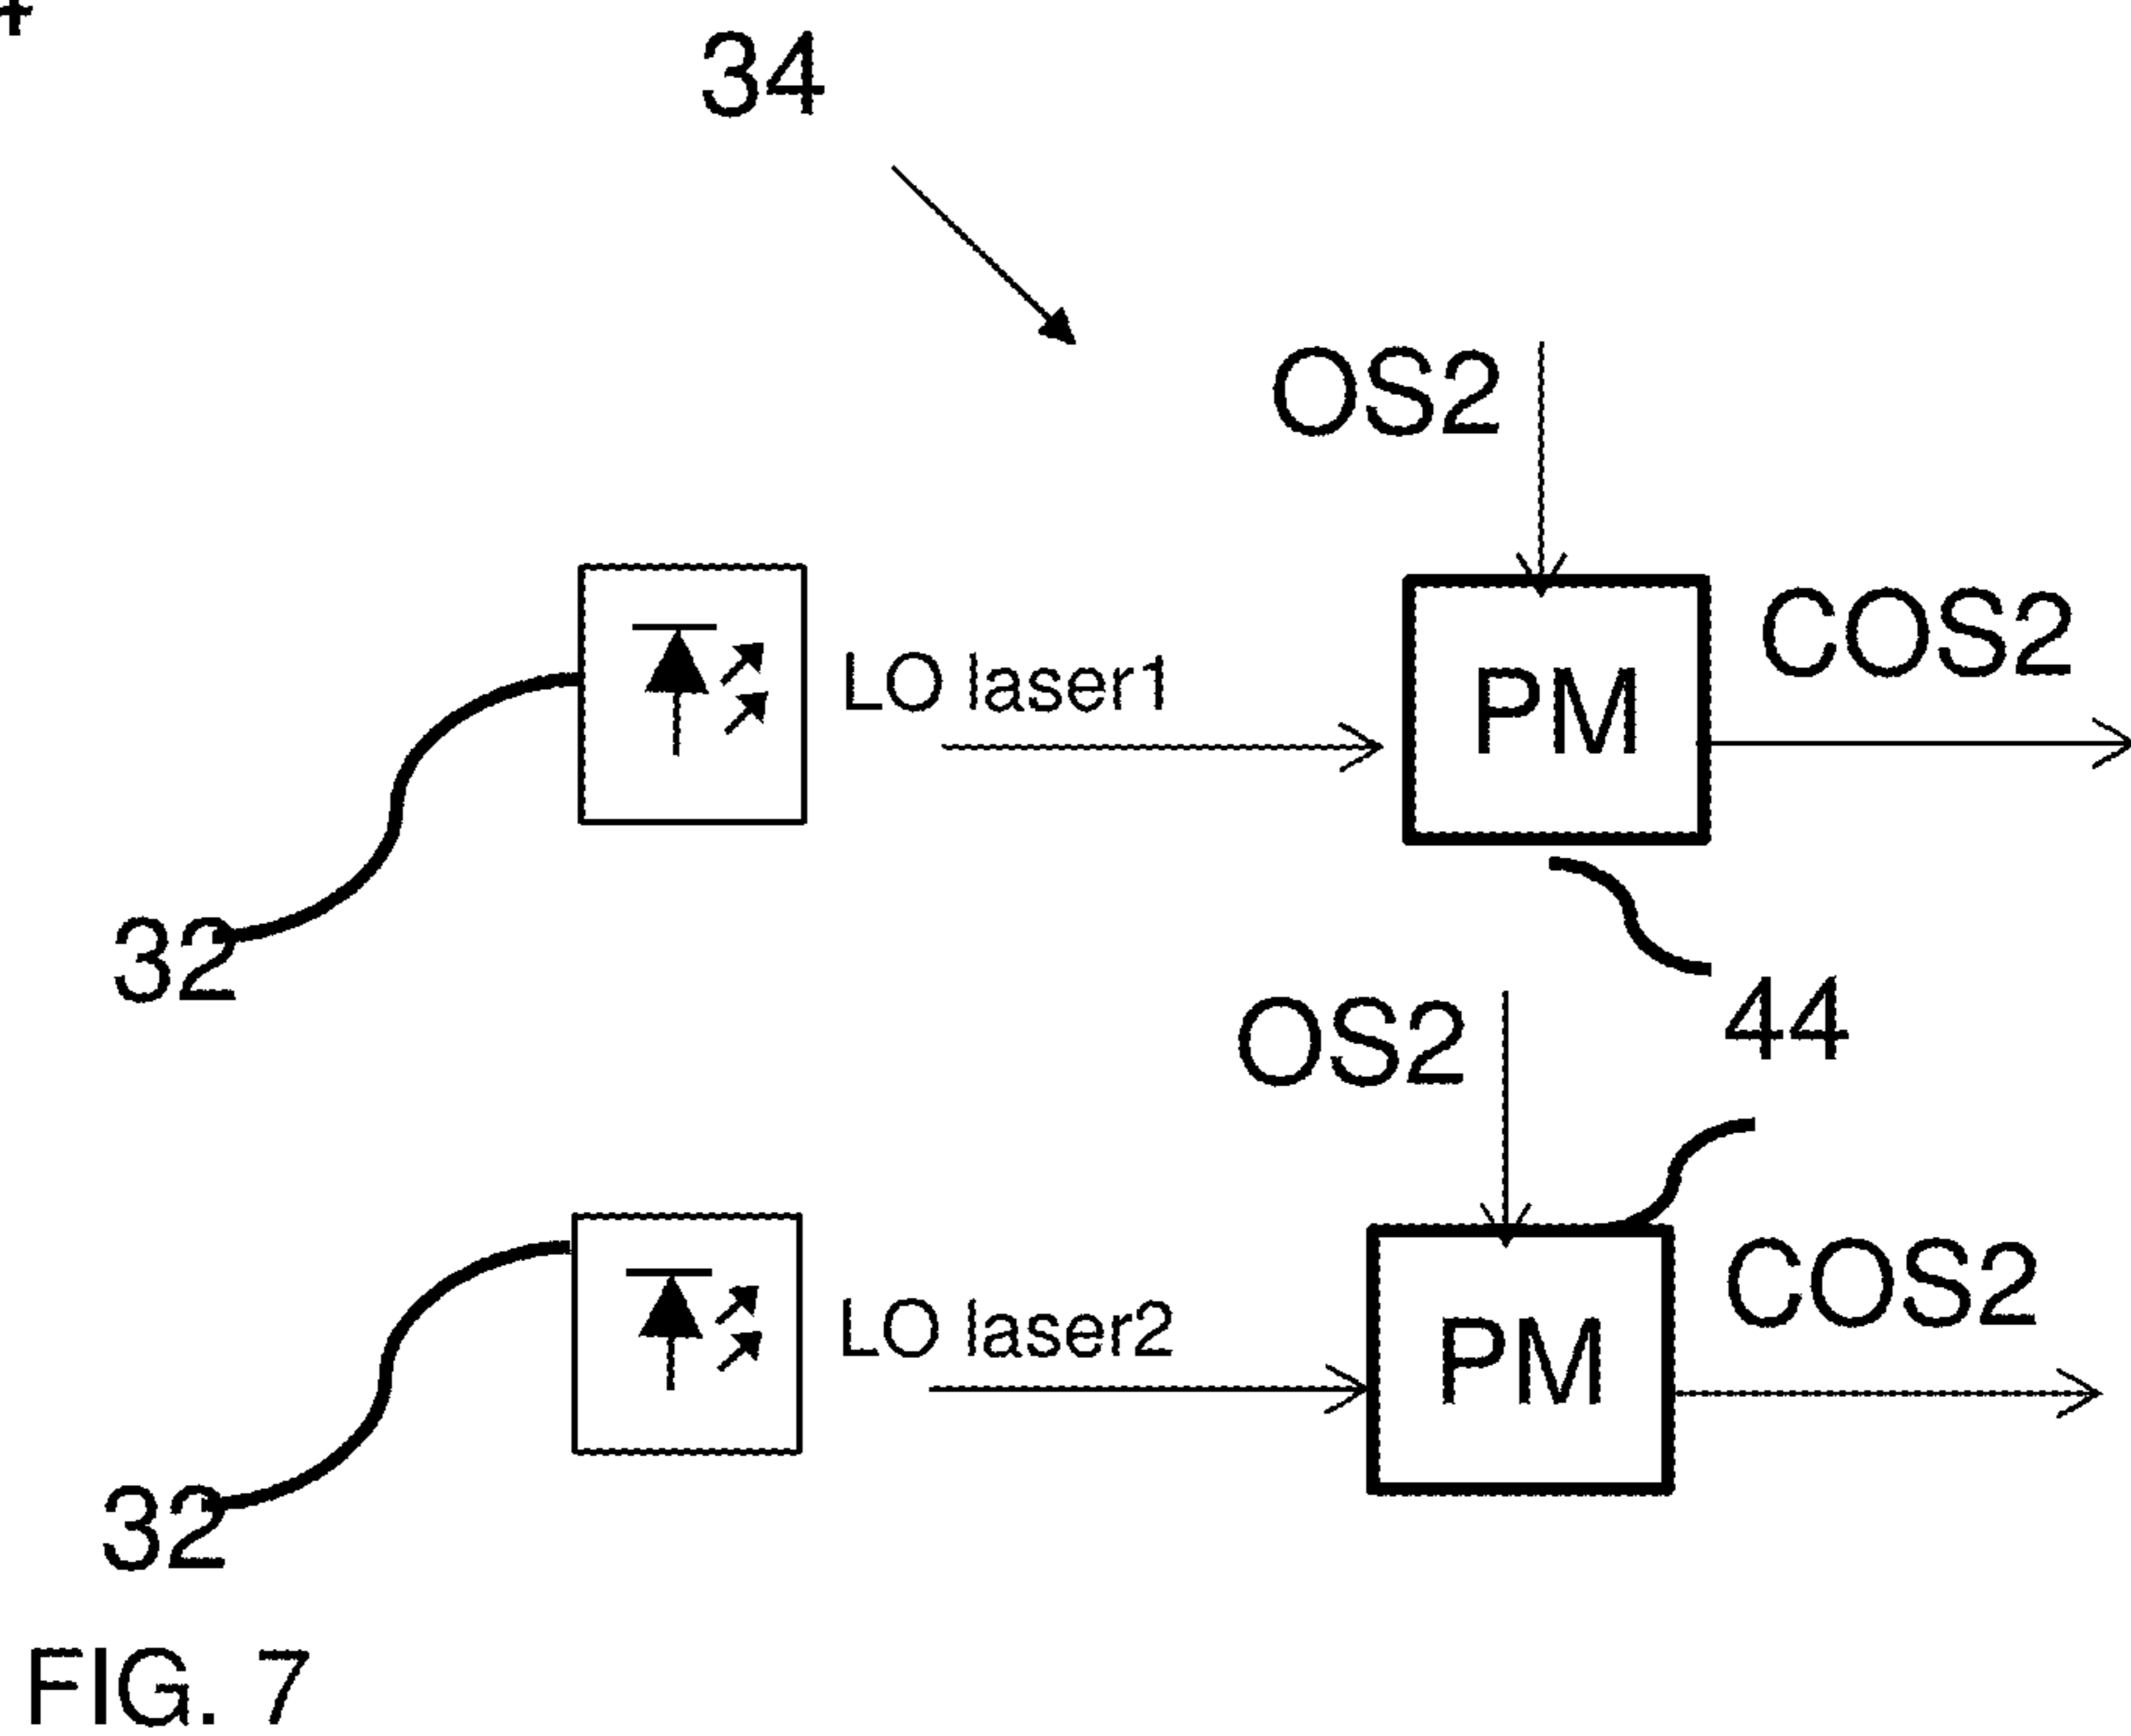 34
OS2
COS2
LO laser1
PM
32
44
OS2
COS2
LO laser2
PM
32
FIG. 7